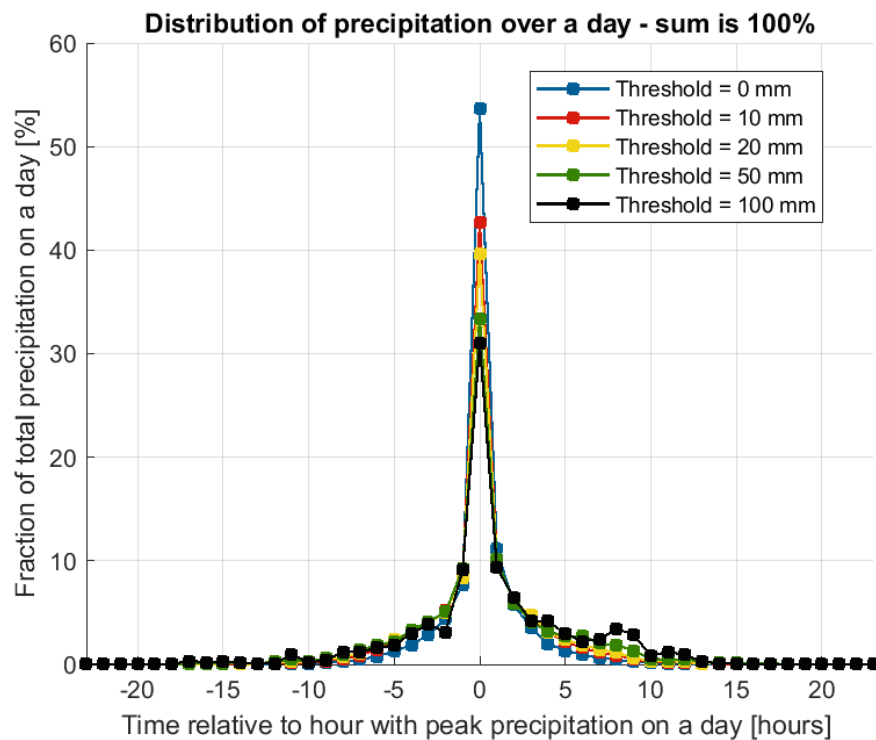 Distribution of precipitation over a day - sum is 100%
60
50
40
30
20
10
0
Fraction of total precipitation on a day [%]
Threshold = 0 mm
Threshold = 10 mm
Threshold = 20 mm
Threshold = 50 mm
Threshold = 100 mm
-20 -15 -10 -5 0 5 10 15 20
Time relative to hour with peak precipitation on a day [hours]